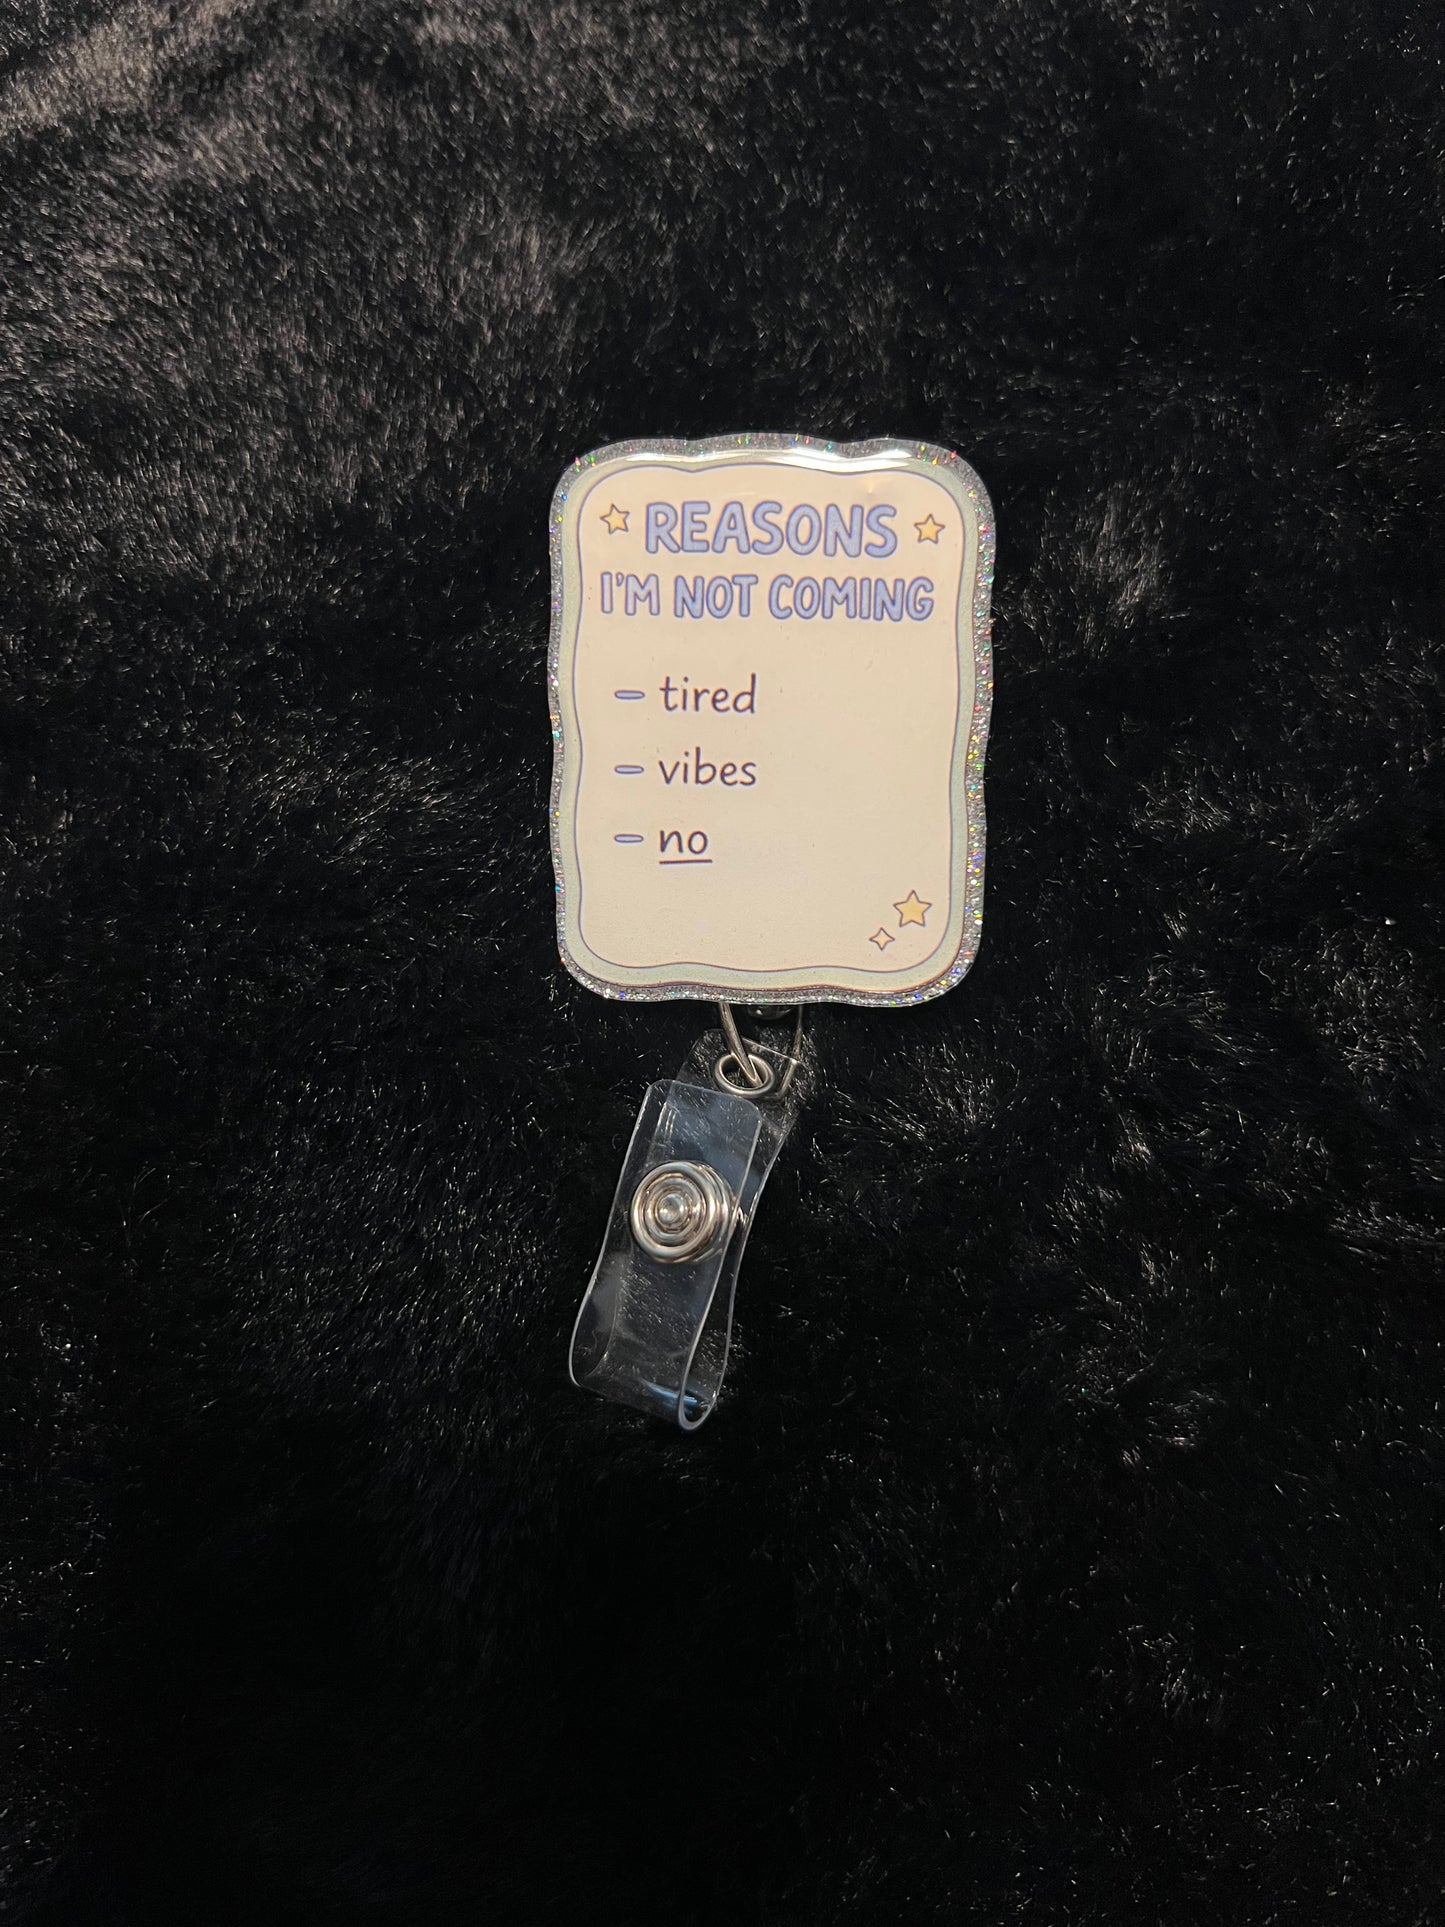 REASONS
I'M NOT COMING
- tired
- vibes
- no